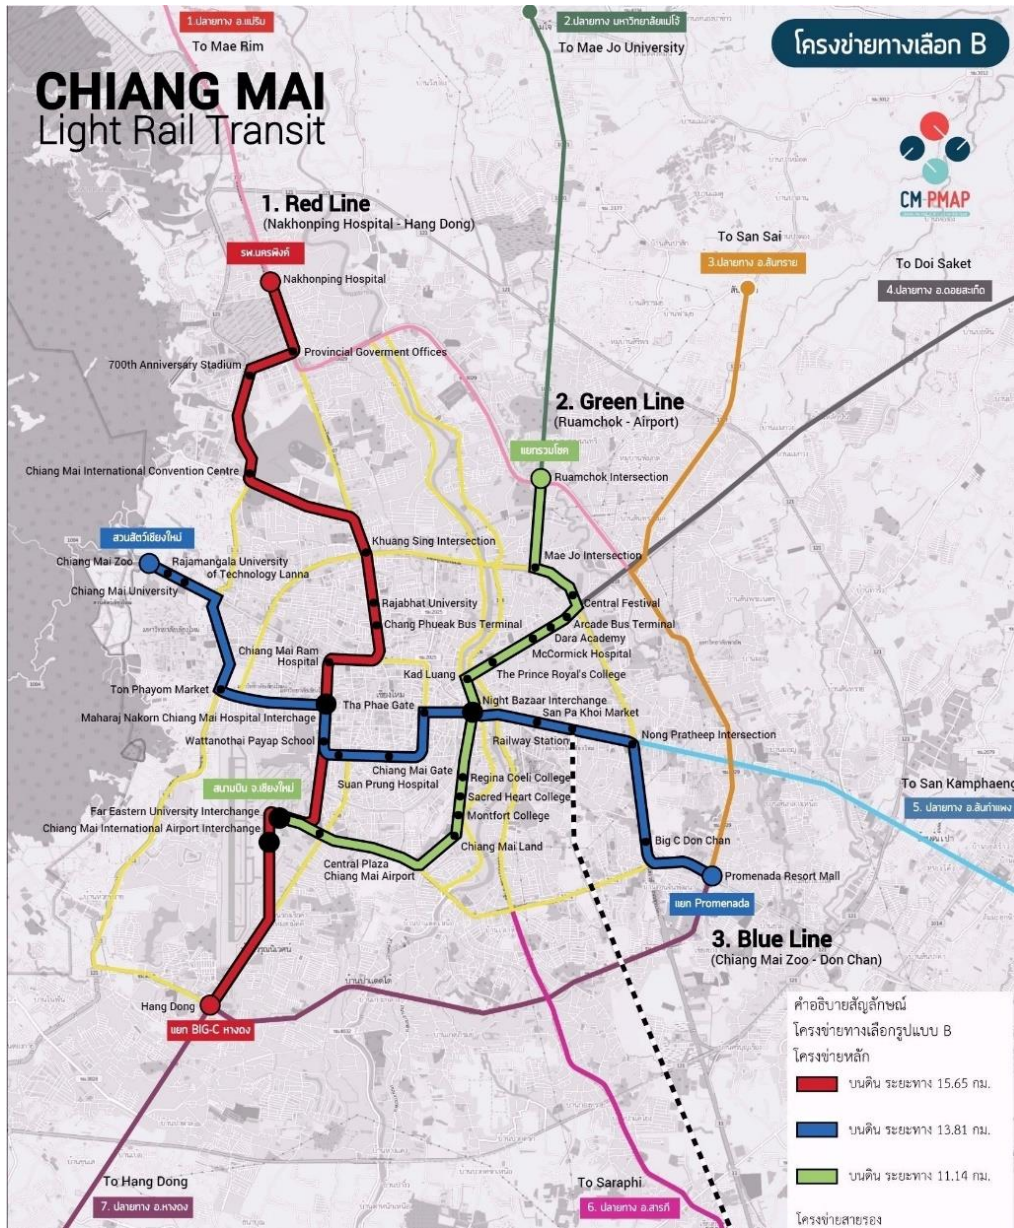 1.ปลายทาง อ.แม่ริม
To Mae Rim
2.ปลายทาง มหาวิทยาลัยแม่โจ้
To Mae Jo University
โครงข่ายทางเลือก B
CHIANG MAI
Light Rail Transit
CM-PMAP
1. Red Line
(Nakhonping Hospital - Hang Dong)
รพ.นครพิงค์
Nakhonping Hospital
To San Sai
3.ปลายทาง อ.สันทราย
To Doi Saket
4.ปลายทาง อ.ดอยสะเก็ด
Provincial Goverment Offices
700th Anniversary Stadium
2. Green Line
(Ruamchok - Airport)
แยกรวมโชค
Ruamchok Intersection
Chiang Mai International Convention Centre
สวนสัตว์เชียงใหม่
Khuang Sing Intersection
Mae Jo Intersection
Chiang Mai Zoo
Rajamangala University
of Technology Lanna
Chiang Mai University
Rajabhat University
Central Festival
Chang Phueak Bus Terminal
Arcade Bus Terminal
Dara Academy
McCormick Hospital
Chiang Mai Ram
Hospital
Kad Luang
The Prince Royal's College
Ton Phayom Market
เชียงใหม่
Tha Phae Gate
Night Bazaar Interchange
San Pa Khoi Market
Maharaj Nakorn Chiang Mai Hospital Interchage
Wattanothai Payap School
Railway Station
Nong Pratheep Intersection
Chiang Mai Gate
Suan Prung Hospital
Regina Coeli College
Sacred Heart College
Montfort College
To San Kamphaeng
5. ปลายทาง อ.สันกำแพง
สนามบิน จ.เชียงใหม่
Far Eastern University Interchange
Chiang Mai International Airport Interchange
Chiang Mai Land
Big C Don Chan
Central Plaza
Chiang Mai Airport
Promenada Resort Mall
แยก Promenada
3. Blue Line
(Chiang Mai Zoo - Don Chan)
Hang Dong
แยก BIG-C หางดง
คำอธิบายสัญลักษณ์
โครงข่ายทางเลือกรูปแบบ B
โครงข่ายหลัก
บนดิน ระยะทาง 15.65 กม.
บนดิน ระยะทาง 13.81 กม.
บนดิน ระยะทาง 11.14 กม.
โครงข่ายสายรอง
To Hang Dong
7. ปลายทาง อ.หางดง
To Saraphi
6. ปลายทาง อ.สารภี